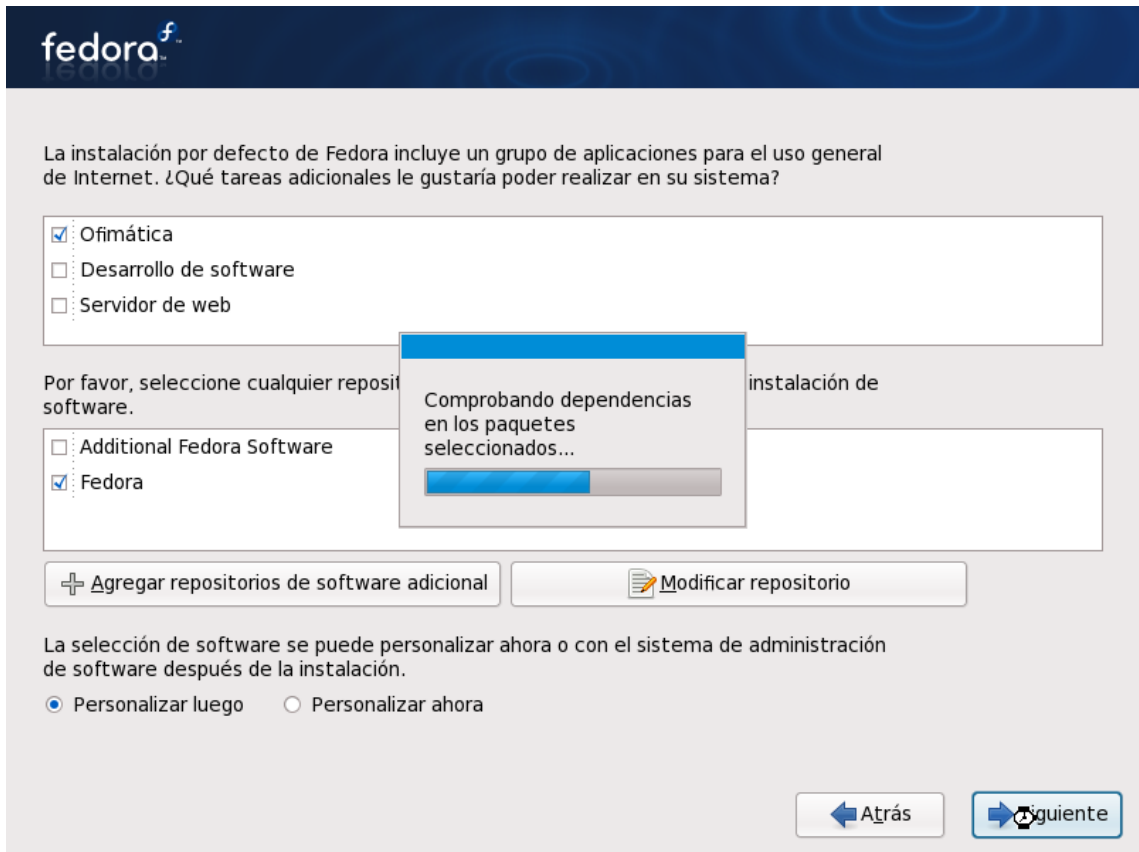 fedora
La instalación por defecto de Fedora incluye un grupo de aplicaciones para el uso general
de Internet. ¿Qué tareas adicionales le gustaría poder realizar en su sistema?
Ofimática
Desarrollo de software
Servidor de web
Por favor, seleccione cualquier instalación de
software.
Comprobando dependencias
en los paquetes
seleccionados...
Additional Fedora Software
Fedora
Agregar repositorios de software adicional
Modificar repositorio
La selección de software se puede personalizar ahora o con el sistema de administración
de software después de la instalación.
Personalizar luego
Personalizar ahora
Atrás
Siguiente